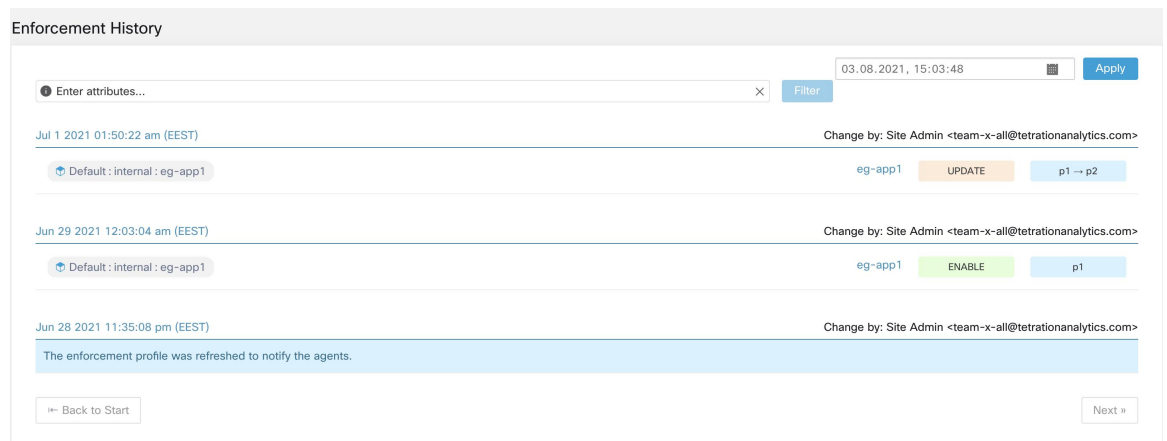 Enforcement History
03.08.2021, 15:03:48
Apply
Enter attributes...
Filter
Jul 1 2021 01:50:22 am (EEST)
Change by: Site Admin <team-x-all@tetrationanalytics.com>
Default : internal : eg-app1
eg-app1
UPDATE
p1 → p2
Jun 29 2021 12:03:04 am (EEST)
Change by: Site Admin <team-x-all@tetrationanalytics.com>
Default : internal : eg-app1
eg-app1
ENABLE
p1
Jun 28 2021 11:35:08 pm (EEST)
Change by: Site Admin <team-x-all@tetrationanalytics.com>
The enforcement profile was refreshed to notify the agents.
Back to Start
Next »